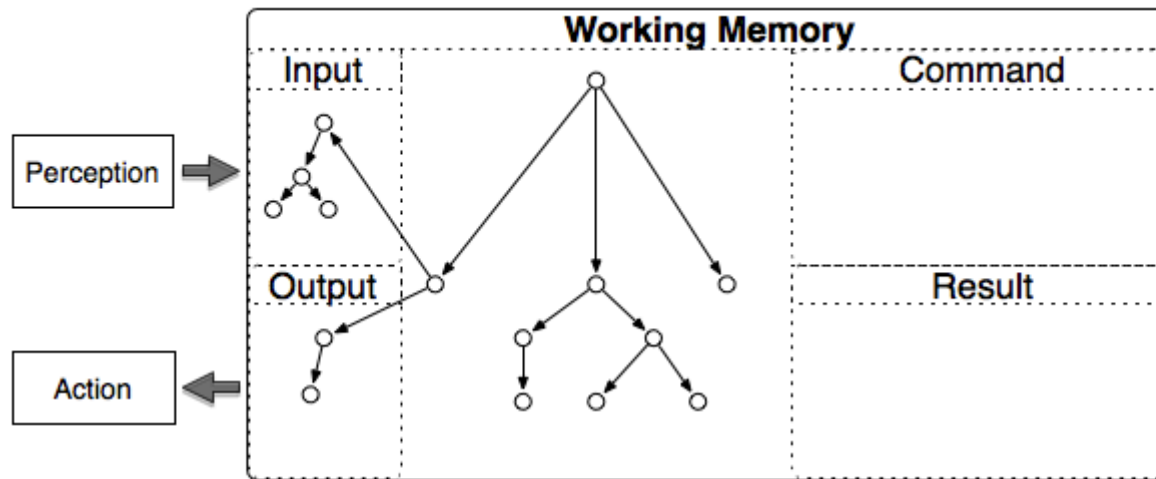 Working Memory
Input
Command
Perception
Output
Result
Action